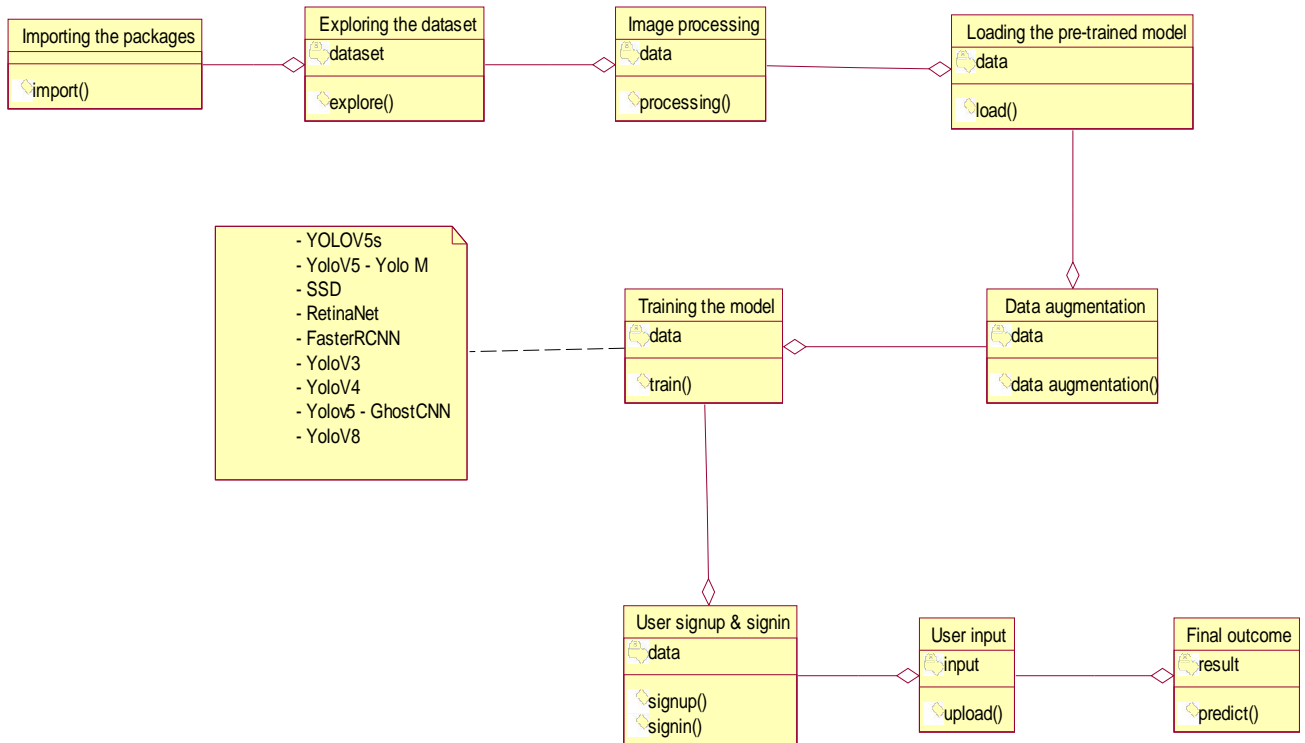 Importing the packages
import()
Exploring the dataset
dataset
explore()
Image processing
data
processing()
Loading the pre-trained model
data
load()
- YOLOV5s
- YoloV5 - Yolo M
- SSD
- RetinaNet
- FasterRCNN
- YoloV3
- YoloV4
- Yolov5 - GhostCNN
- YoloV8
Training the model
data
train()
Data augmentation
data
data augmentation()
User signup & signin
data
signup()
signin()
User input
input
upload()
Final outcome
result
predict()